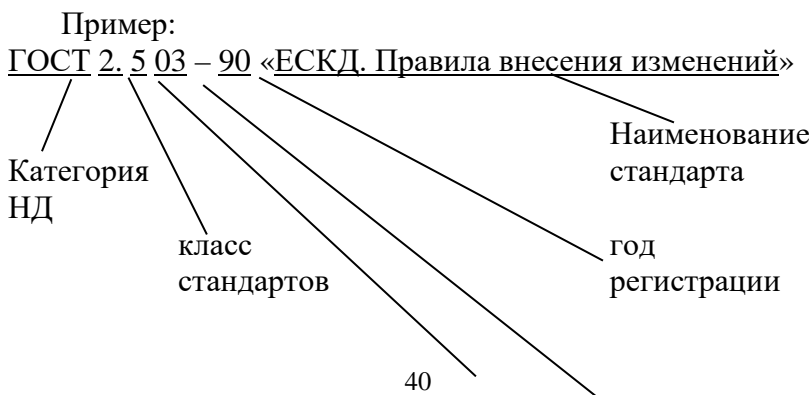 Пример:
ГОСТ 2. 5 03 – 90 «ЕСКД. Правила внесения изменений»
Наименование
стандарта
Категория
НД
класс
стандартов
год
регистрации
40